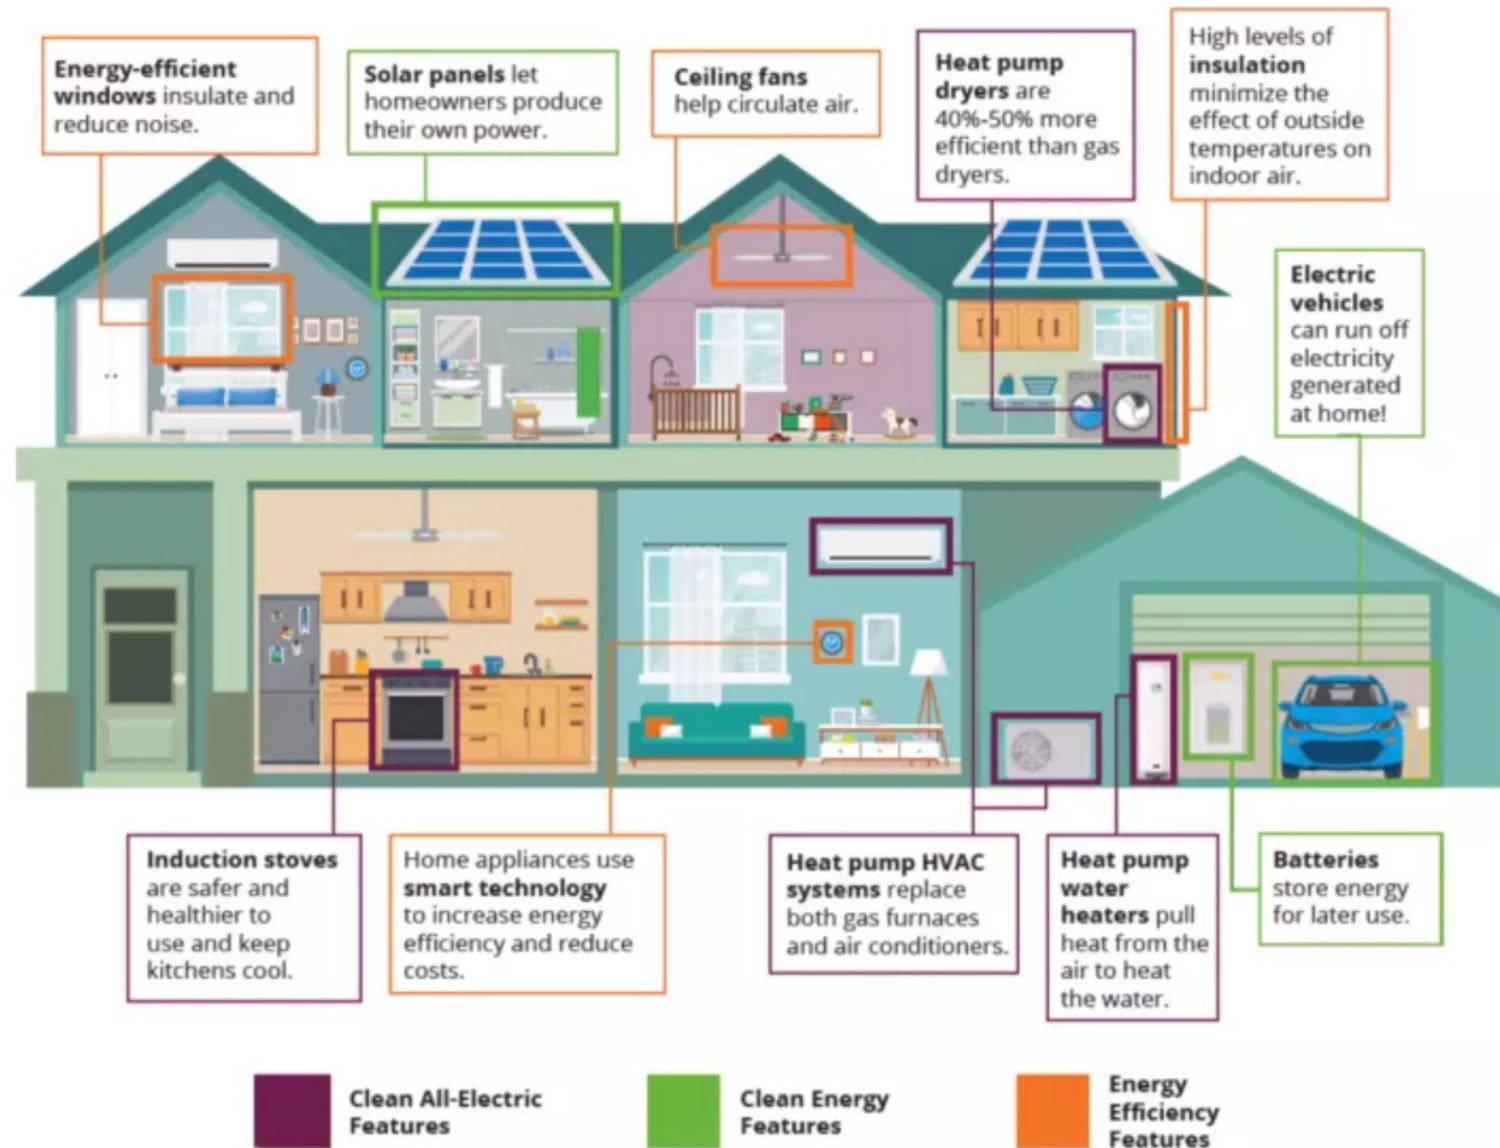 Energy-efficient
windows insulate and
reduce noise.
Solar panels let
homeowners produce
their own power.
Ceiling fans
help circulate air.
Heat pump
dryers are
40%-50% more
efficient than gas
dryers.
High levels of
insulation
minimize the
effect of outside
temperatures on
indoor air.
Electric
vehicles
can run off
electricity
generated
at home!
Induction stoves
are safer and
healthier to
use and keep
kitchens cool.
Home appliances use
smart technology
to increase energy
efficiency and reduce
costs.
Heat pump HVAC
systems replace
both gas furnaces
and air conditioners.
Heat pump
water
heaters pull
heat from the
air to heat
the water.
Batteries
store energy
for later use.
Clean All-Electric
Features
Clean Energy
Features
Energy
Efficiency
Features